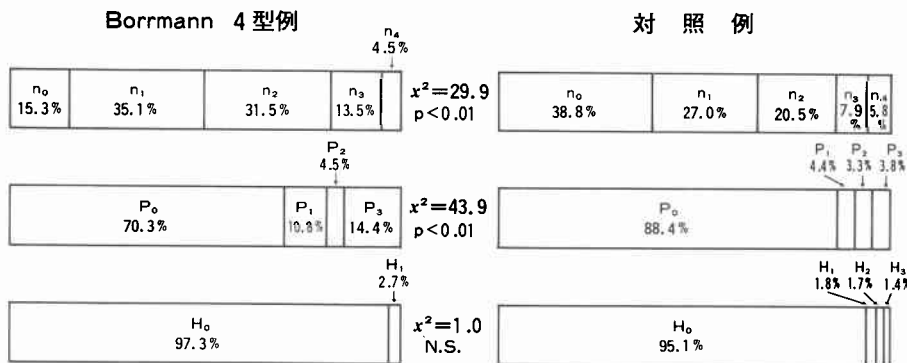 Borrmann 4型例
対照例
n₄
4.5%
n₀ n₁ n₂ n₃
15.3% 35.1% 31.5% 13.5%
x²=29.9
p<0.01
n₀ n₁ n₂ n₃ n₄
38.8% 27.0% 20.5% 7.9% 5.8%
P₂
4.5%
P₀ P₁ P₃
70.3% 10.8% 14.4%
x²=43.9
p<0.01
P₁ P₂ P₃
4.4% 3.3% 3.8%
P₀
88.4%
H₁
2.7%
H₀
97.3%
x²=1.0
N.S.
H₁ H₂ H₃
1.8% 1.7% 1.4%
H₀
95.1%